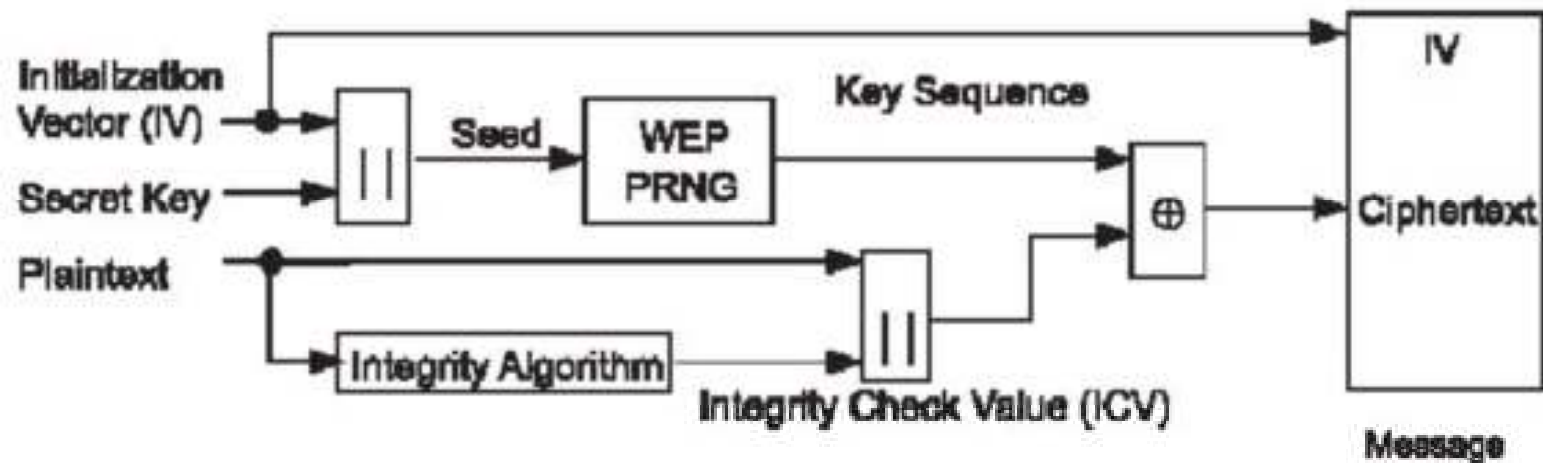 IV
Initialization
Vector (IV)
Key Sequence
Seed
WEP
PRNG
||
Secret Key
⊕
Ciphertext
Plaintext
||
Integrity Algorithm
Integrity Check Value (ICV)
Message